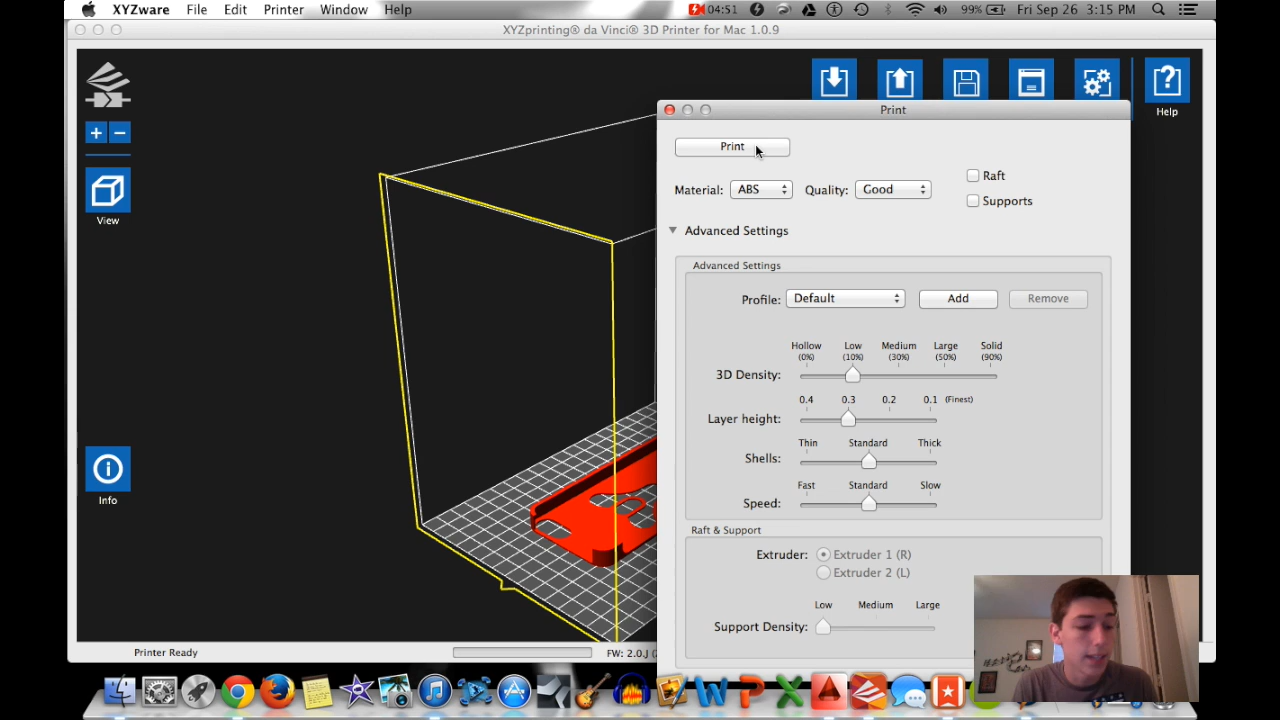 XYZware File Edit Printer Window Help 04:51 99% Fri Sep 26 3:15 PM
XYZprinting® da Vinci® 3D Printer for Mac 1.0.9
Help
Print
Print
Material: ABS Quality: Good
Raft
Supports
+ −
View
Advanced Settings
Advanced Settings
Profile: Default Add Remove
Hollow Low Medium Large Solid
(0%) (10%) (30%) (50%) (90%)
3D Density:
0.4 0.3 0.2 0.1 (Finest)
Layer height:
Thin Standard Thick
Shells:
Fast Standard Slow
Speed:
Info
Raft & Support
Extruder: Extruder 1 (R)
Extruder 2 (L)
Low Medium Large
Support Density:
Printer Ready
FW: 2.0.J (